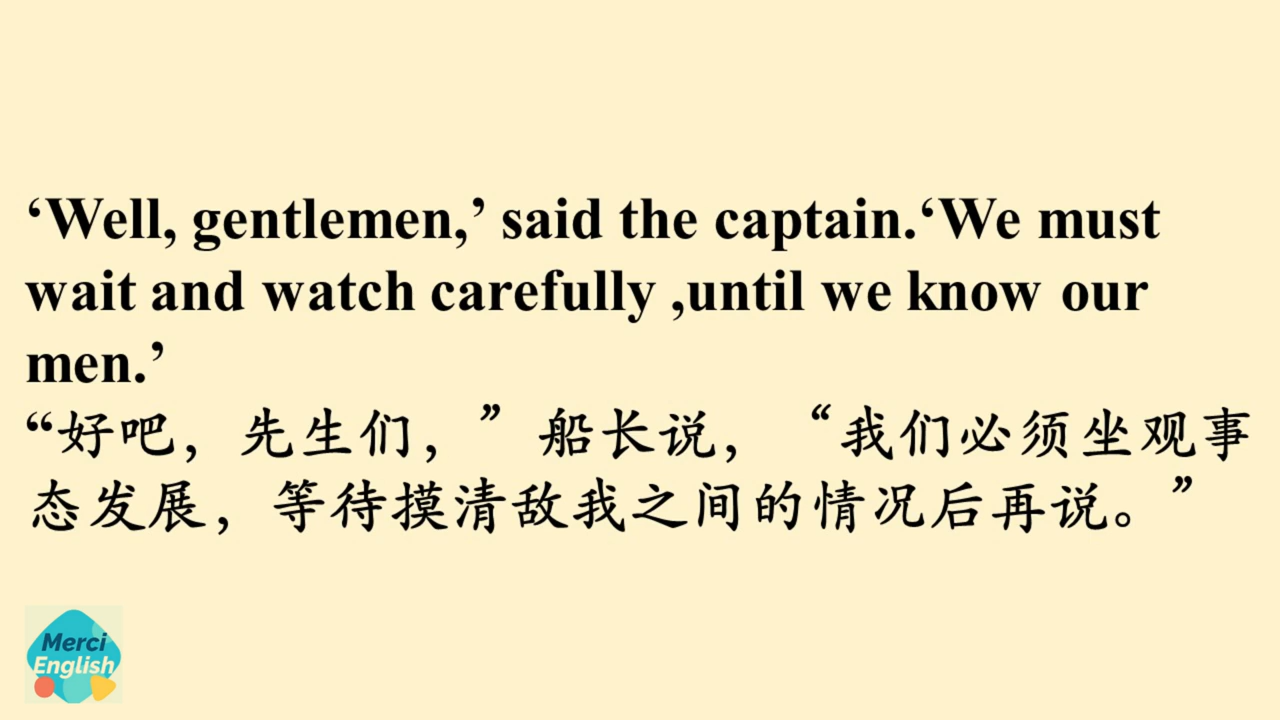 ‘Well, gentlemen,’ said the captain.‘We must
wait and watch carefully ,until we know our
men.’
“好吧，先生们，”船长说，“我们必须坐观事
态发展，等待摸清敌我之间的情况后再说。”
Merci
English